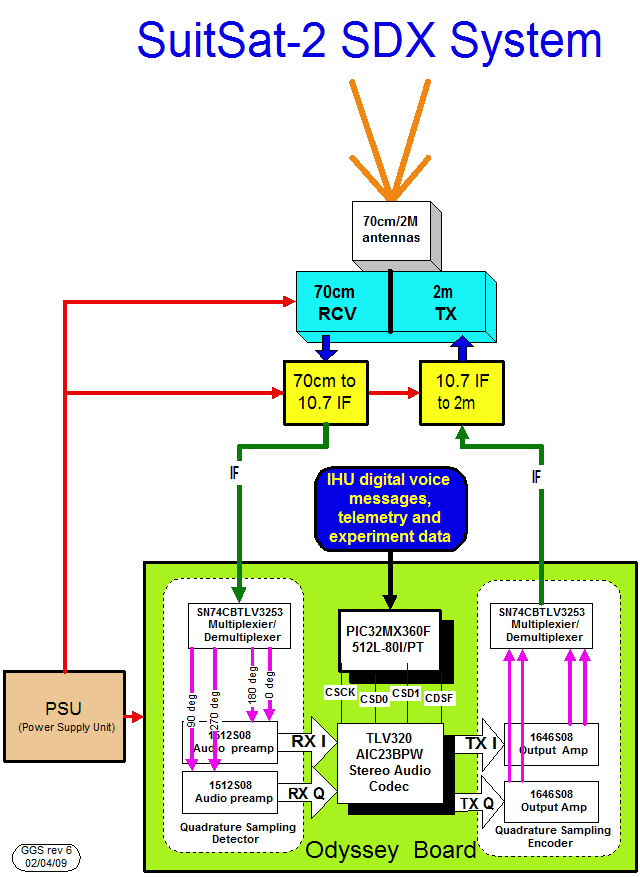 SuitSat-2 SDX System
70cm/2M
antennas
70cm
RCV
2m
TX
70cm to
10.7 IF
10.7 IF
to 2m
IF
IF
IHU digital voice
messages,
telemetry and
experiment data
SN74CBTLV3253
Multiplexier/
Demultiplexer
PIC32MX360F
512L-80I/PT
SN74CBTLV3253
Multiplexier/
Demultiplexer
90 deg
270 deg
180 deg
0 deg
CSCK
CSD0
CSD1
CDSF
PSU
(Power Supply Unit)
1512S08
Audio preamp
RX I
TLV320
AIC23BPW
Stereo Audio
Codec
TX I
1646S08
Output Amp
1512S08
Audio preamp
RX Q
TX Q
1646S08
Output Amp
Quadrature Sampling
Detector
Quadrature Sampling
Encoder
Odyssey Board
GGS rev 6
02/04/09